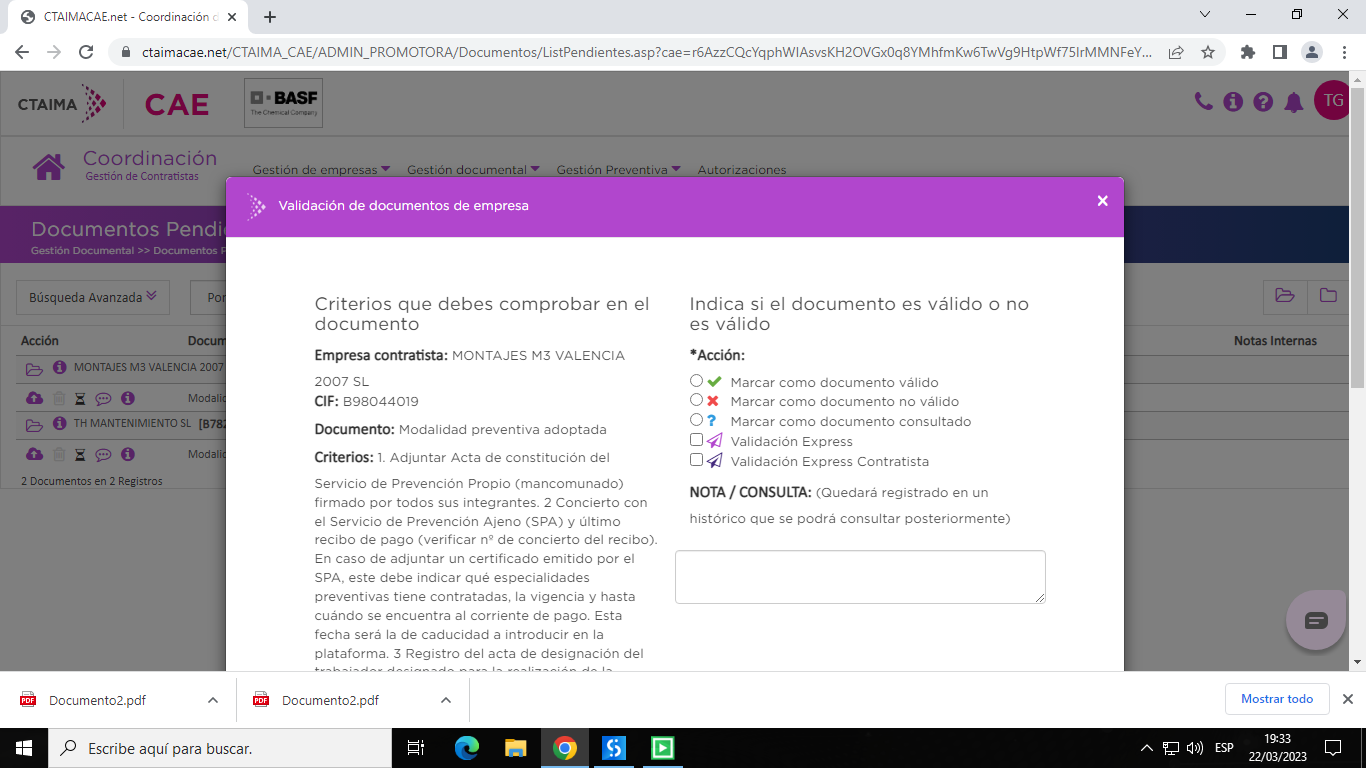 CTAIMACAE.net - Coordinación d
ctaimacae.net/CTAIMA_CAE/ADMIN_PROMOTORA/Documentos/ListPendientes.asp?cae=r6AzzCQcYqphWIAsvsKH2OVGx0q8YMhfmKw6TwVg9HtpWf75IrMMNFeY...
CTAIMA
CAE
BASF
The Chemical Company
TG
Coordinación
Gestión de Contratistas
Gestión de empresas
Gestión documental
Gestión Preventiva
Autorizaciones
Validación de documentos de empresa
Documentos Pendi
Gestión Documental >> Documentos P
Búsqueda Avanzada
Por
Acción
Docum
Notas Internas
MONTAJES M3 VALENCIA 2007
Modalic
TH MANTENIMIENTO SL [B782
Modalic
2 Documentos en 2 Registros
Criterios que debes comprobar en el
documento
Empresa contratista: MONTAJES M3 VALENCIA
2007 SL
CIF: B98044019
Documento: Modalidad preventiva adoptada
Criterios: 1. Adjuntar Acta de constitución del
Servicio de Prevención Propio (mancomunado)
firmado por todos sus integrantes. 2 Concierto con
el Servicio de Prevención Ajeno (SPA) y último
recibo de pago (verificar nº de concierto del recibo).
En caso de adjuntar un certificado emitido por el
SPA, este debe indicar qué especialidades
preventivas tiene contratadas, la vigencia y hasta
cuándo se encuentra al corriente de pago. Esta
fecha será la de caducidad a introducir en la
plataforma. 3 Registro del acta de designación del
trabajador designado para la realización de la
Indica si el documento es válido o no
es válido
*Acción:
Marcar como documento válido
Marcar como documento no válido
Marcar como documento consultado
Validación Express
Validación Express Contratista
NOTA / CONSULTA: (Quedará registrado en un
histórico que se podrá consultar posteriormente)
Documento2.pdf
Documento2.pdf
Mostrar todo
Escribe aquí para buscar.
ESP
19:33
22/03/2023